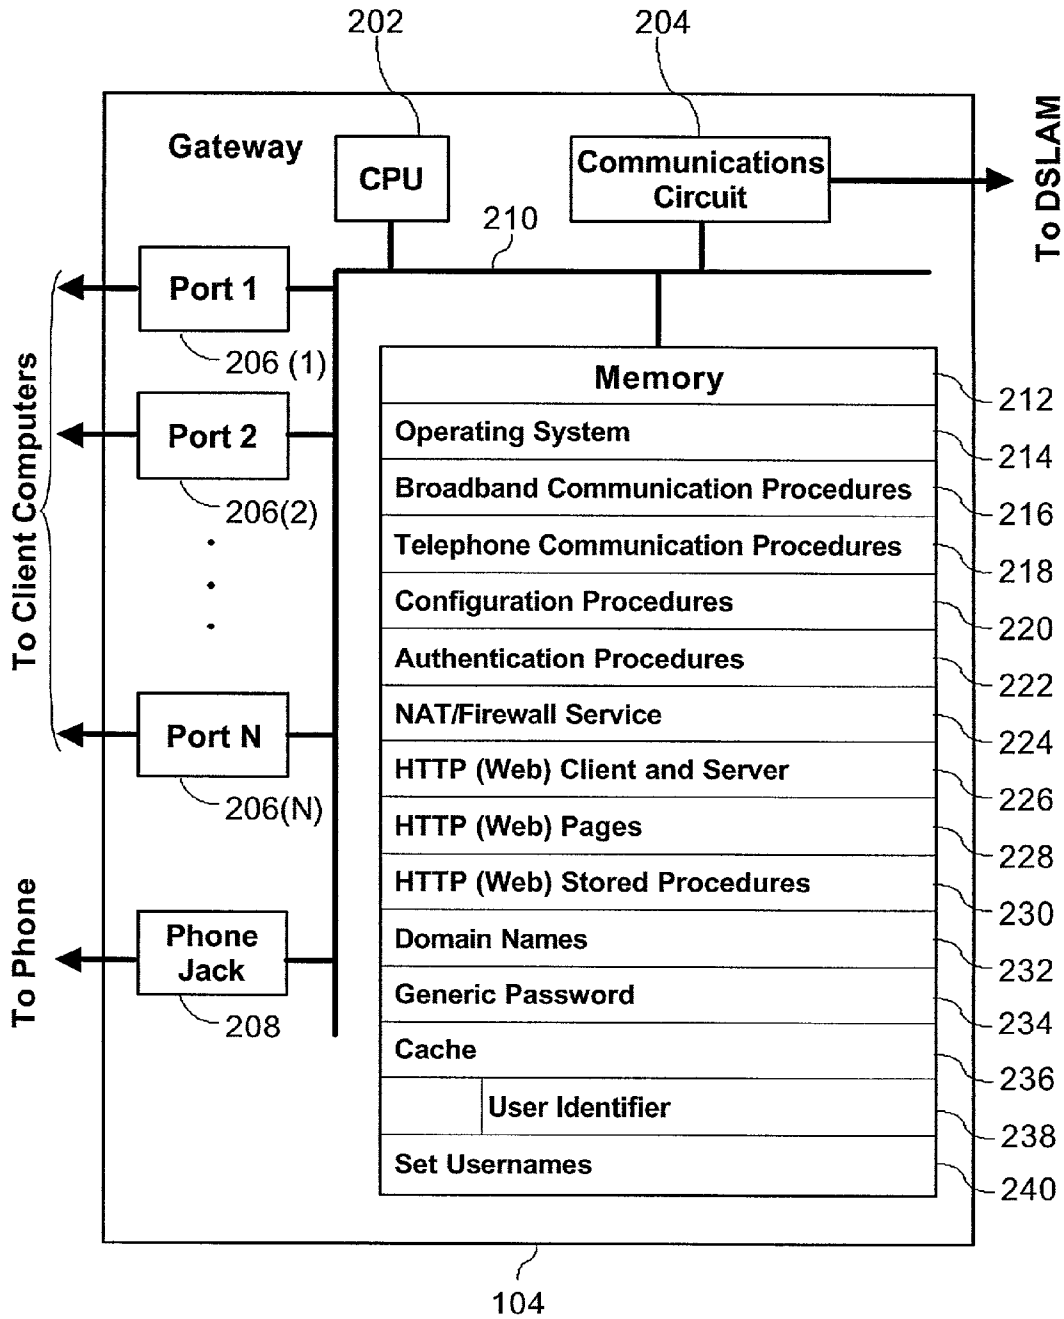 202
204
Gateway
CPU
Communications
Circuit
To DSLAM
210
Port 1
206 (1)
Port 2
206(2)
Port N
206(N)
To Client Computers
Phone
Jack
208
To Phone
Memory
212
Operating System
214
Broadband Communication Procedures
216
Telephone Communication Procedures
218
Configuration Procedures
220
Authentication Procedures
222
NAT/Firewall Service
224
HTTP (Web) Client and Server
226
HTTP (Web) Pages
228
HTTP (Web) Stored Procedures
230
Domain Names
232
Generic Password
234
Cache
236
User Identifier
238
Set Usernames
240
104